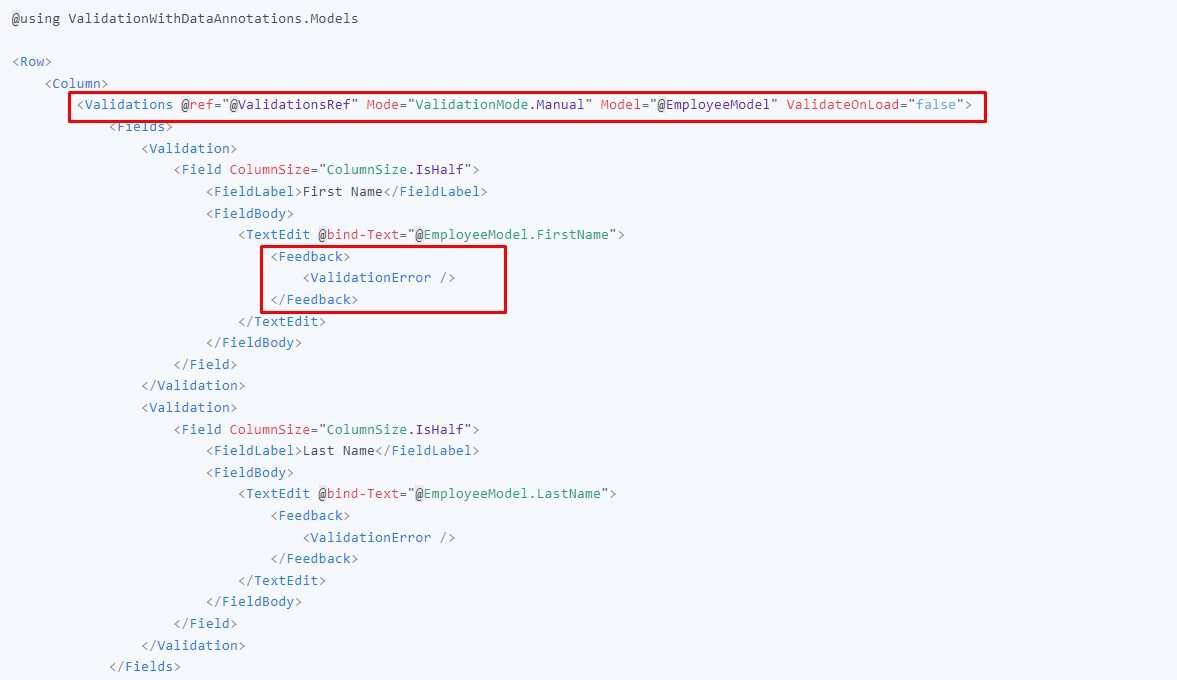 @using ValidationWithDataAnnotations.Models
<Row>
<Column>
<Validations @ref="@ValidationsRef" Mode="ValidationMode.Manual" Model="@EmployeeModel" ValidateOnLoad="false">
<Fields>
<Validation>
<Field ColumnSize="ColumnSize.IsHalf">
<FieldLabel>First Name</FieldLabel>
<FieldBody>
<TextEdit @bind-Text="@EmployeeModel.FirstName">
<Feedback>
<ValidationError />
</Feedback>
</TextEdit>
</FieldBody>
</Field>
</Validation>
<Validation>
<Field ColumnSize="ColumnSize.IsHalf">
<FieldLabel>Last Name</FieldLabel>
<FieldBody>
<TextEdit @bind-Text="@EmployeeModel.LastName">
<Feedback>
<ValidationError />
</Feedback>
</TextEdit>
</FieldBody>
</Field>
</Validation>
</Fields>